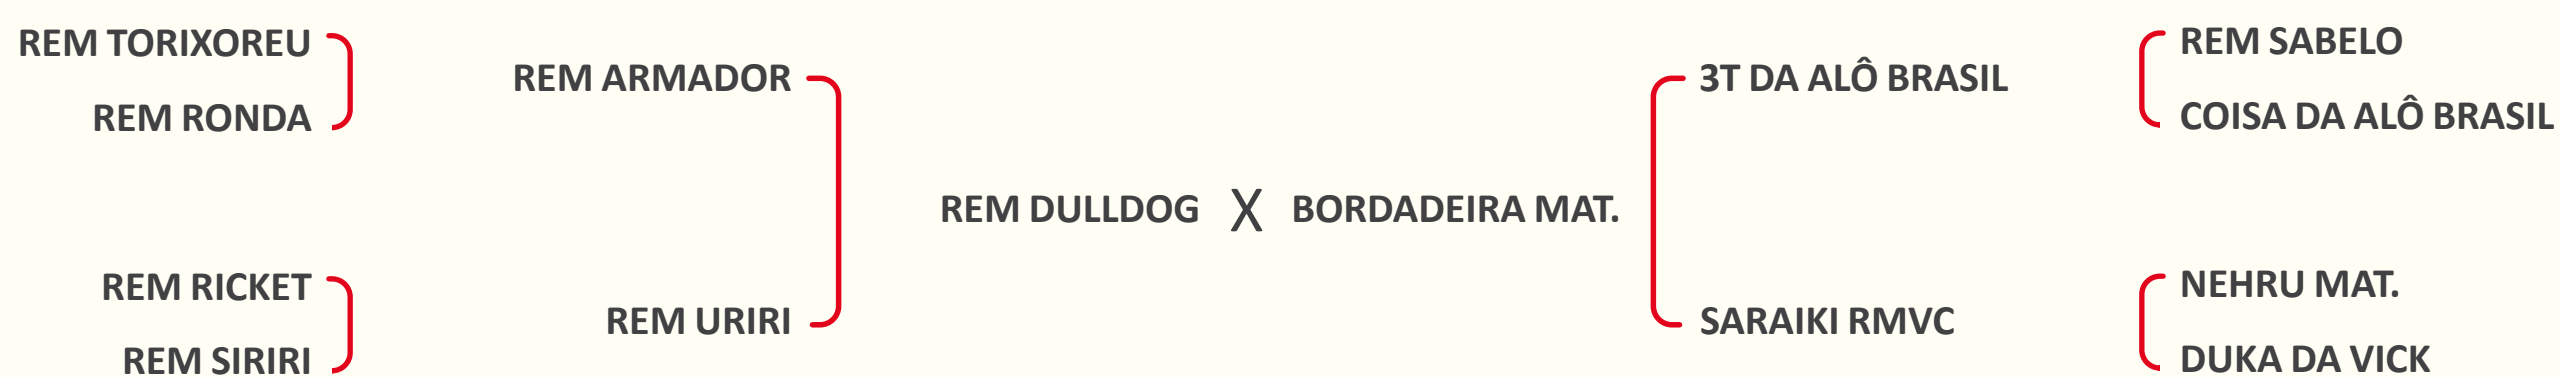 REM TORIXOREU
REM RONDA
REM ARMADOR
REM RICKET
REM SIRIRI
REM URIRI
REM DULLDOG X BORDADEIRA MAT.
3T DA ALÔ BRASIL
SARAIKI RMVC
REM SABELO
COISA DA ALÔ BRASIL
NEHRU MAT.
DUKA DA VICK